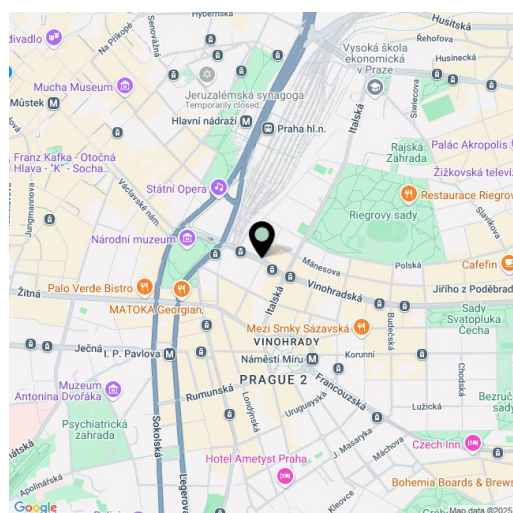 Hybernská
Husitská
divadlo
Na Příkopě
Senovážná
Vysoká škola
ekonomická
v Praze
Řehořova
Husinecká
Mucha Museum
Jeruzalémská synagoga
Temporarily closed
Siwiecova
Můstek
Hlavní nádraží
Praha hl.n.
Italská
Rajská
Zahrada
Palác Akropolis
Žižkovská televiz
Franz Kafka - Otočná
Hlava - "K" - Socha...
Jungmannova
Václavské nám.
Státní Opera
Restaurace Riegrov
Riegrovy sady
Slavíkova
Národní muzeum
Mánesova
Polská
Cafefin
Palo Verde Bistro
Žitná
MATOKA Georgian,
Vinohradská
Jiřího z Poděbrad
Italská
Mezi Srnky Sázavská
Budečská
Sady
Svatopluka
Čecha
VINOHRADY
Ječná
I. P. Pavlova
Náměstí Míru
Korunní
PRAGUE 2
Chodská
Muzeum
Antonína Dvořáka
Rumunská
Londýnská
Francouzská
Uruguayská
Lužická
Bezruč
sady
Psychiatrická
zahrada
Sokolská
Legerova
J. Masaryka
Máchova
Czech Inn
Hotel Ametyst Praha
Apolinářská
Kleovce
Bohemia Boards & Brews
Google
Map data ©2025